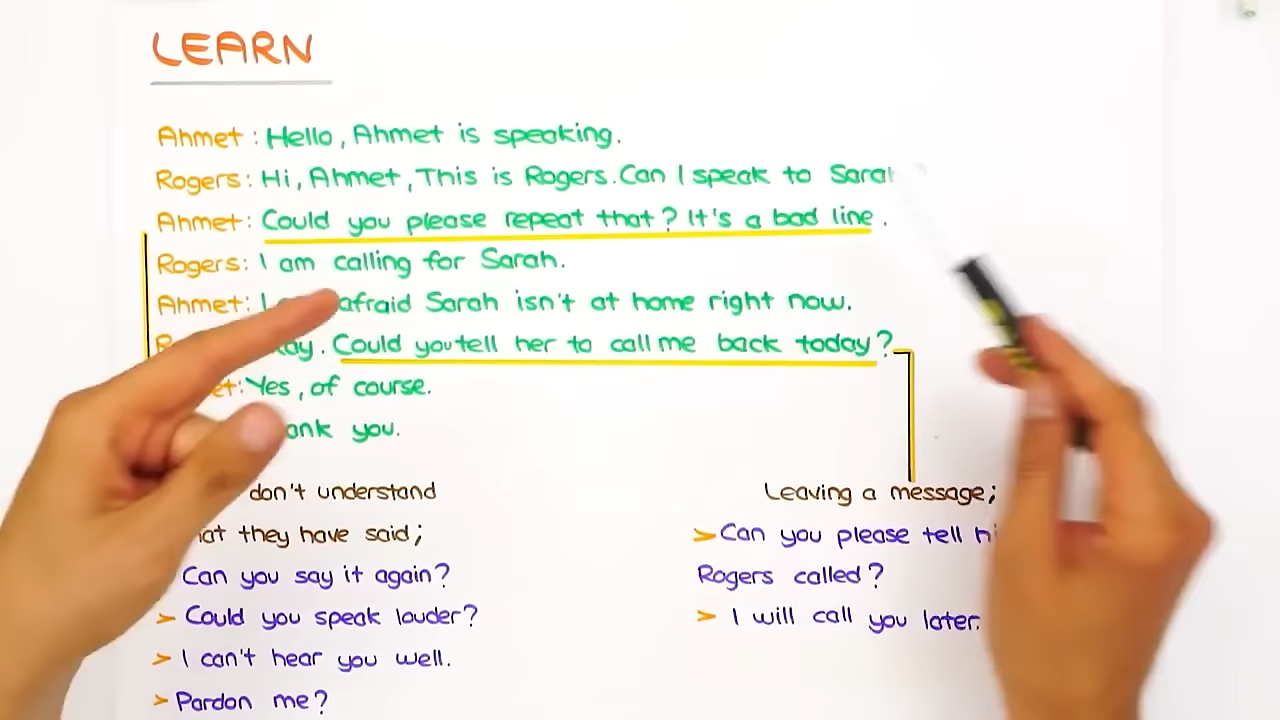 LEARN
Ahmet: Hello, Ahmet is speaking.
Rogers: Hi, Ahmet, This is Rogers. Can I speak to
Ahmet: Could you please repeat that? It's a bad line.
Rogers: I am calling for Sarah.
Ahmet: I afraid Sarah isn't at home right now.
Could you tell her to call me back today?
Yes, of course.
you.
don't understand
they have said;
Can you say it again?
> Could you speak louder?
> I can't hear you well.
> Pardon me?
Leaving a message;
> Can you please tell
Rogers called?
> I will call you later.